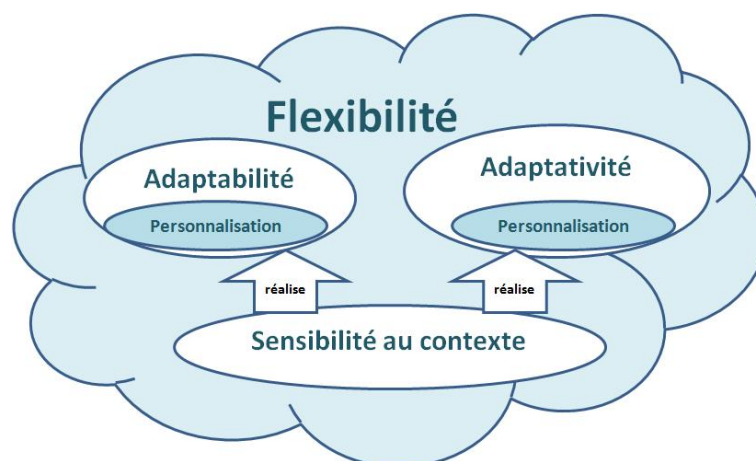 Flexibilité
Adaptabilité
Personnalisation
Adaptativité
Personnalisation
réalise
réalise
Sensibilité au contexte